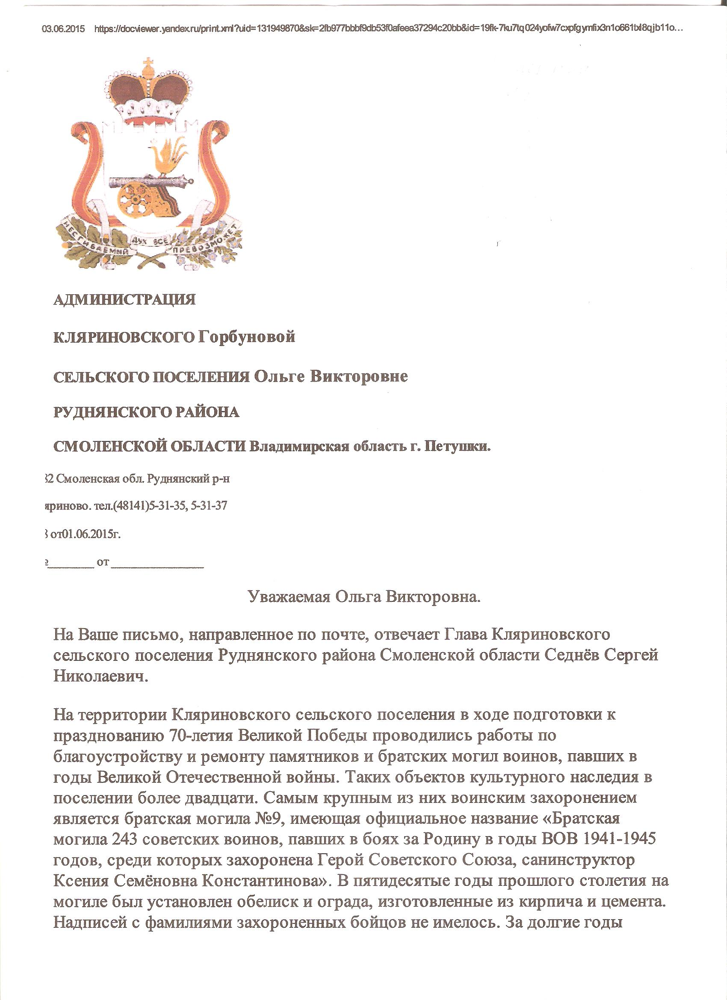 03.06.2015 https://docviewer.yandex.ru/print.xml?uid=131949870&sk=2fb977bbbf9db53f0afeea37294c20bb&id=19fk-7ku7tq024yofw7cxpfgymfix3n1o661txl8qjb11o...
НЕСГИБАЕМЫЙ ДУХ ВСЁ ПРЕВОЗМОЖЕТ
АДМИНИСТРАЦИЯ
КЛЯРИНОВСКОГО Горбуновой
СЕЛЬСКОГО ПОСЕЛЕНИЯ Ольге Викторовне
РУДНЯНСКОГО РАЙОНА
СМОЛЕНСКОЙ ОБЛАСТИ Владимирская область г. Петушки.
32 Смоленская обл. Руднянский р-н
яриново. тел.(48141)5-31-35, 5-31-37
от01.06.2015г.
________ от ________________
Уважаемая Ольга Викторовна.
На Ваше письмо, направленное по почте, отвечает Глава Кляриновского
сельского поселения Руднянского района Смоленской области Седнёв Сергей
Николаевич.
На территории Кляриновского сельского поселения в ходе подготовки к
празднованию 70-летия Великой Победы проводились работы по
благоустройству и ремонту памятников и братских могил воинов, павших в
годы Великой Отечественной войны. Таких объектов культурного наследия в
поселении более двадцати. Самым крупным из них воинским захоронением
является братская могила №9, имеющая официальное название «Братская
могила 243 советских воинов, павших в боях за Родину в годы ВОВ 1941-1945
годов, среди которых захоронена Герой Советского Союза, санинструктор
Ксения Семёновна Константинова». В пятидесятые годы прошлого столетия на
могиле был установлен обелиск и ограда, изготовленные из кирпича и цемента.
Надписей с фамилиями захороненных бойцов не имелось. За долгие годы